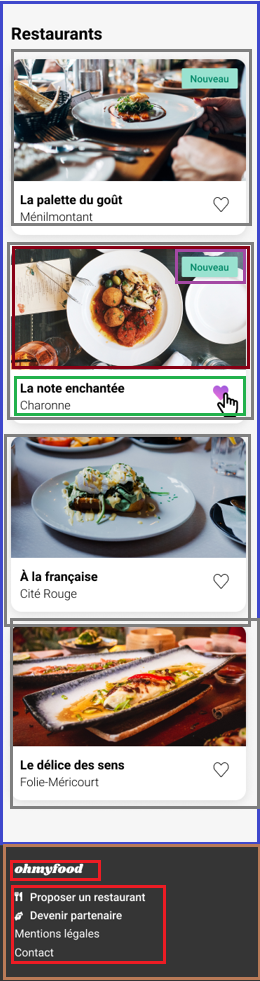 Restaurants
Nouveau
La palette du goût
Ménilmontant
Nouveau
La note enchantée
Charonne
À la française
Cité Rouge
Le délice des sens
Folie-Méricourt
ohmyfood
Proposer un restaurant
Devenir partenaire
Mentions légales
Contact